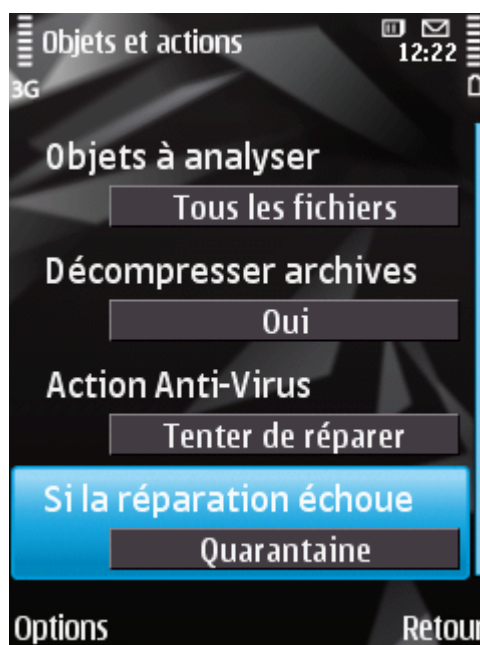 Objets et actions
12:22
3G
Objets à analyser
Tous les fichiers
Décompresser archives
Oui
Action Anti-Virus
Tenter de réparer
Si la réparation échoue
Quarantaine
Options
Retour